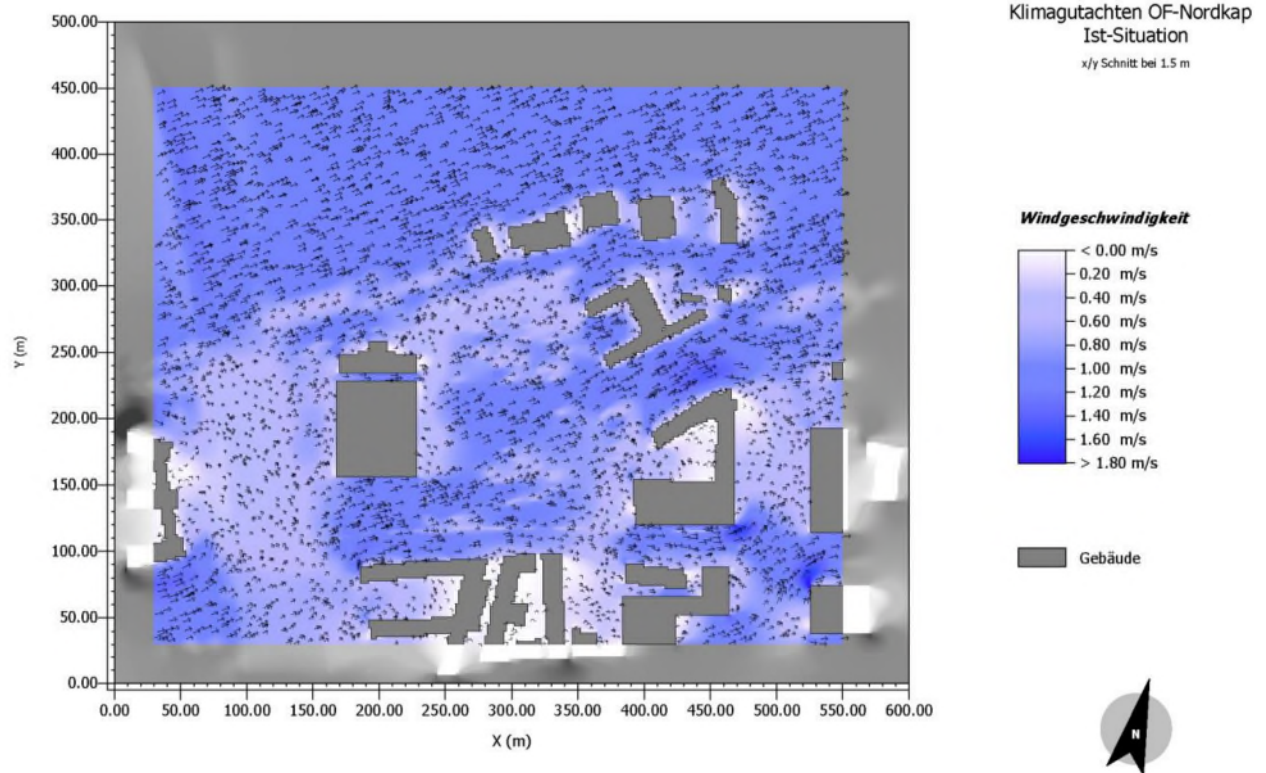 Klimagutachten OF-Nordkap
Ist-Situation
x/y Schnitt bei 1.5 m
500.00
450.00
400.00
350.00
300.00
250.00
200.00
150.00
100.00
50.00
0.00
Y (m)
0.00 50.00 100.00 150.00 200.00 250.00 300.00 350.00 400.00 450.00 500.00 550.00 600.00
X (m)
Windgeschwindigkeit
< 0.00 m/s
0.20 m/s
0.40 m/s
0.60 m/s
0.80 m/s
1.00 m/s
1.20 m/s
1.40 m/s
1.60 m/s
> 1.80 m/s
Gebäude
N